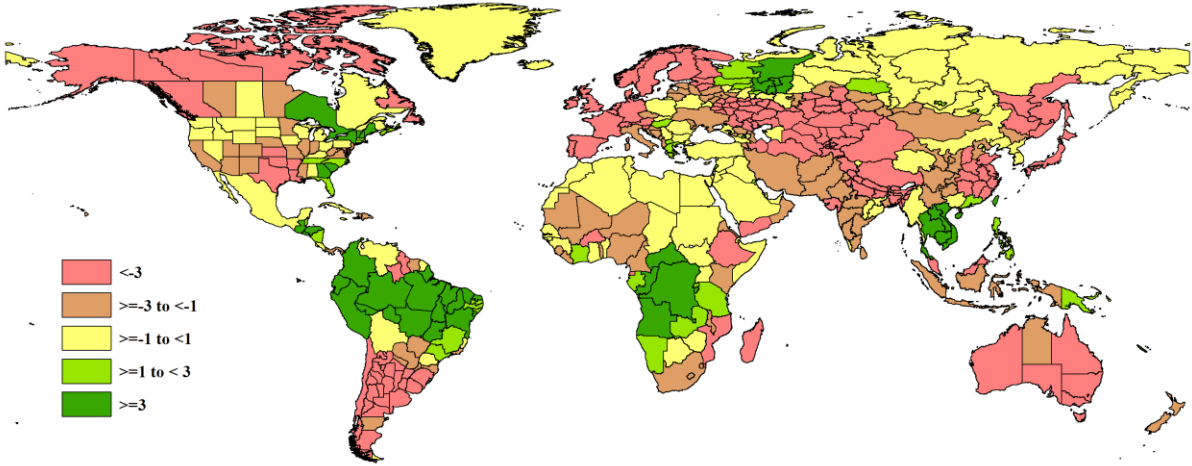 <-3
>=-3 to <-1
>=-1 to <1
>=1 to < 3
>=3